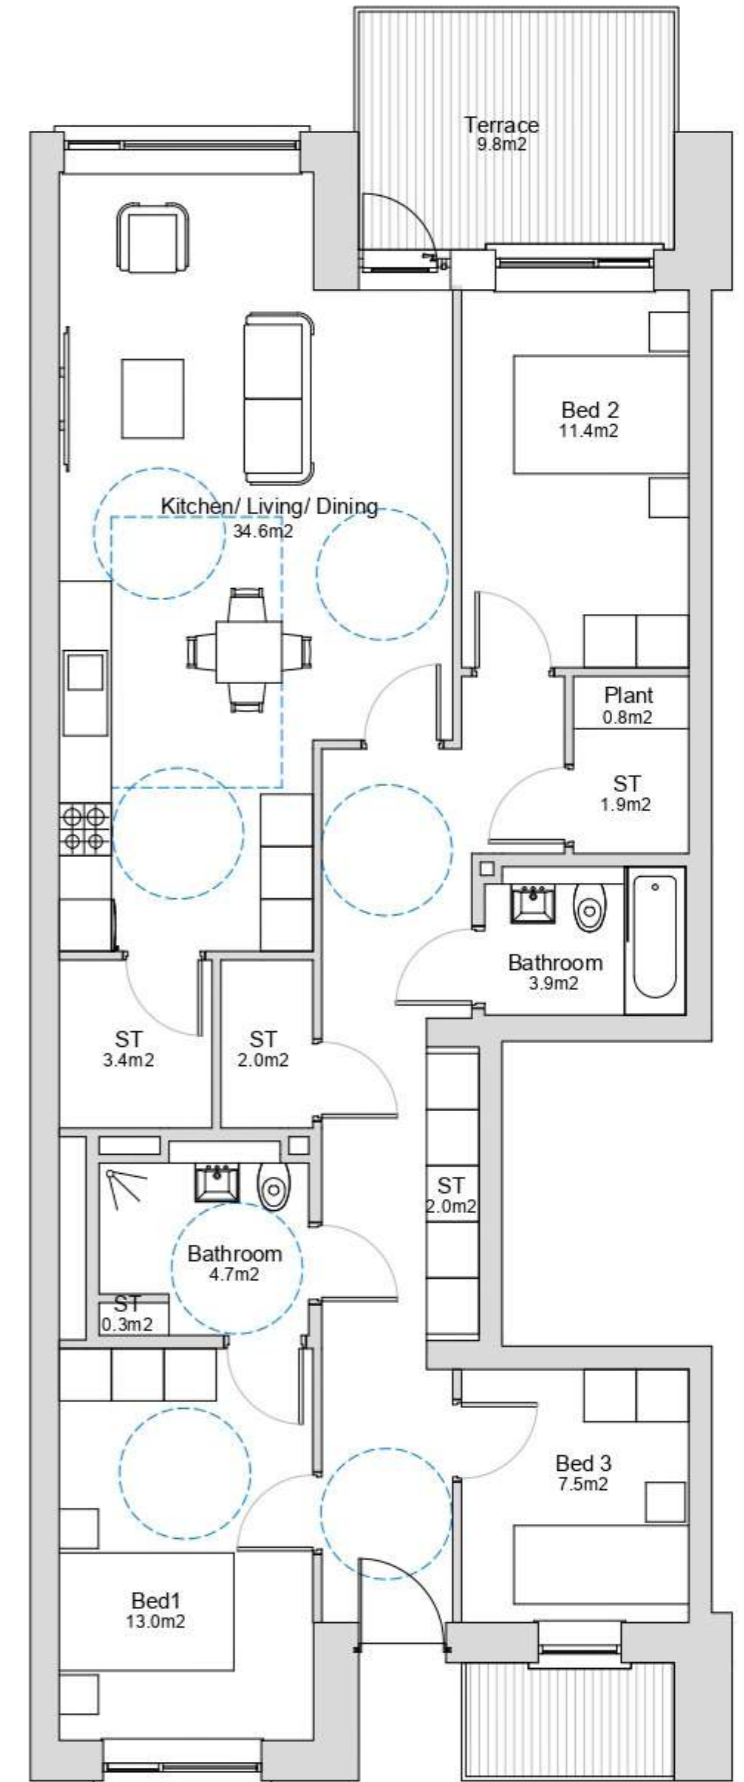 Terrace
9.8m2
Bed 2
11.4m2
Kitchen/ Living/ Dining
34.6m2
Plant
0.8m2
ST
1.9m2
Bathroom
3.9m2
ST
3.4m2
ST
2.0m2
ST
2.0m2
Bathroom
4.7m2
ST
0.3m2
Bed 3
7.5m2
Bed1
13.0m2